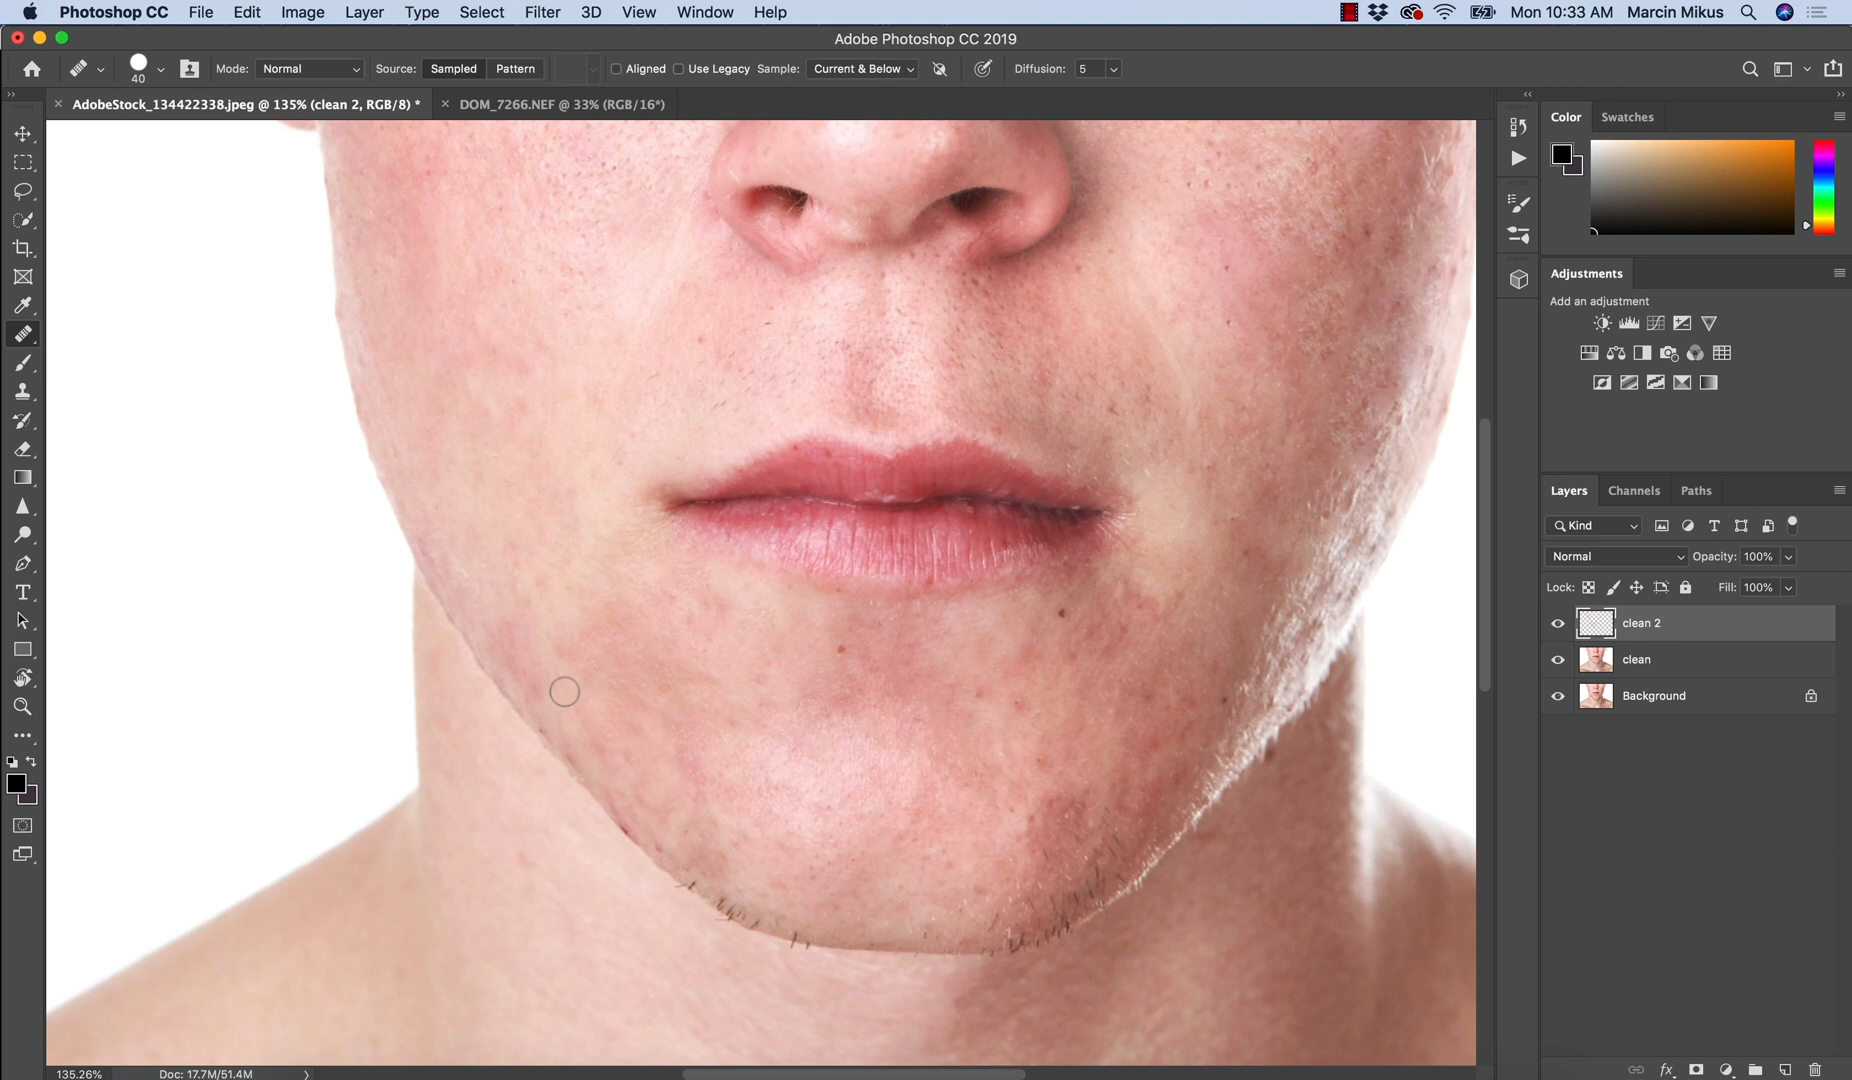 Photoshop CC File Edit Image Layer Type Select Filter 3D View Window Help Mon 10:33 AM Marcin Mikus
Adobe Photoshop CC 2019
40 Mode: Normal Source: Sampled Pattern Aligned Use Legacy Sample: Current & Below Diffusion: 5
AdobeStock_134422338.jpeg @ 135% (clean 2, RGB/8) * DOM_7266.NEF @ 33% (RGB/16*)
Color Swatches
Adjustments
Add an adjustment
Layers Channels Paths
Kind
Normal Opacity: 100%
Lock: Fill: 100%
clean 2
clean
Background
fx
135.26% Doc: 17.7M/51.4M